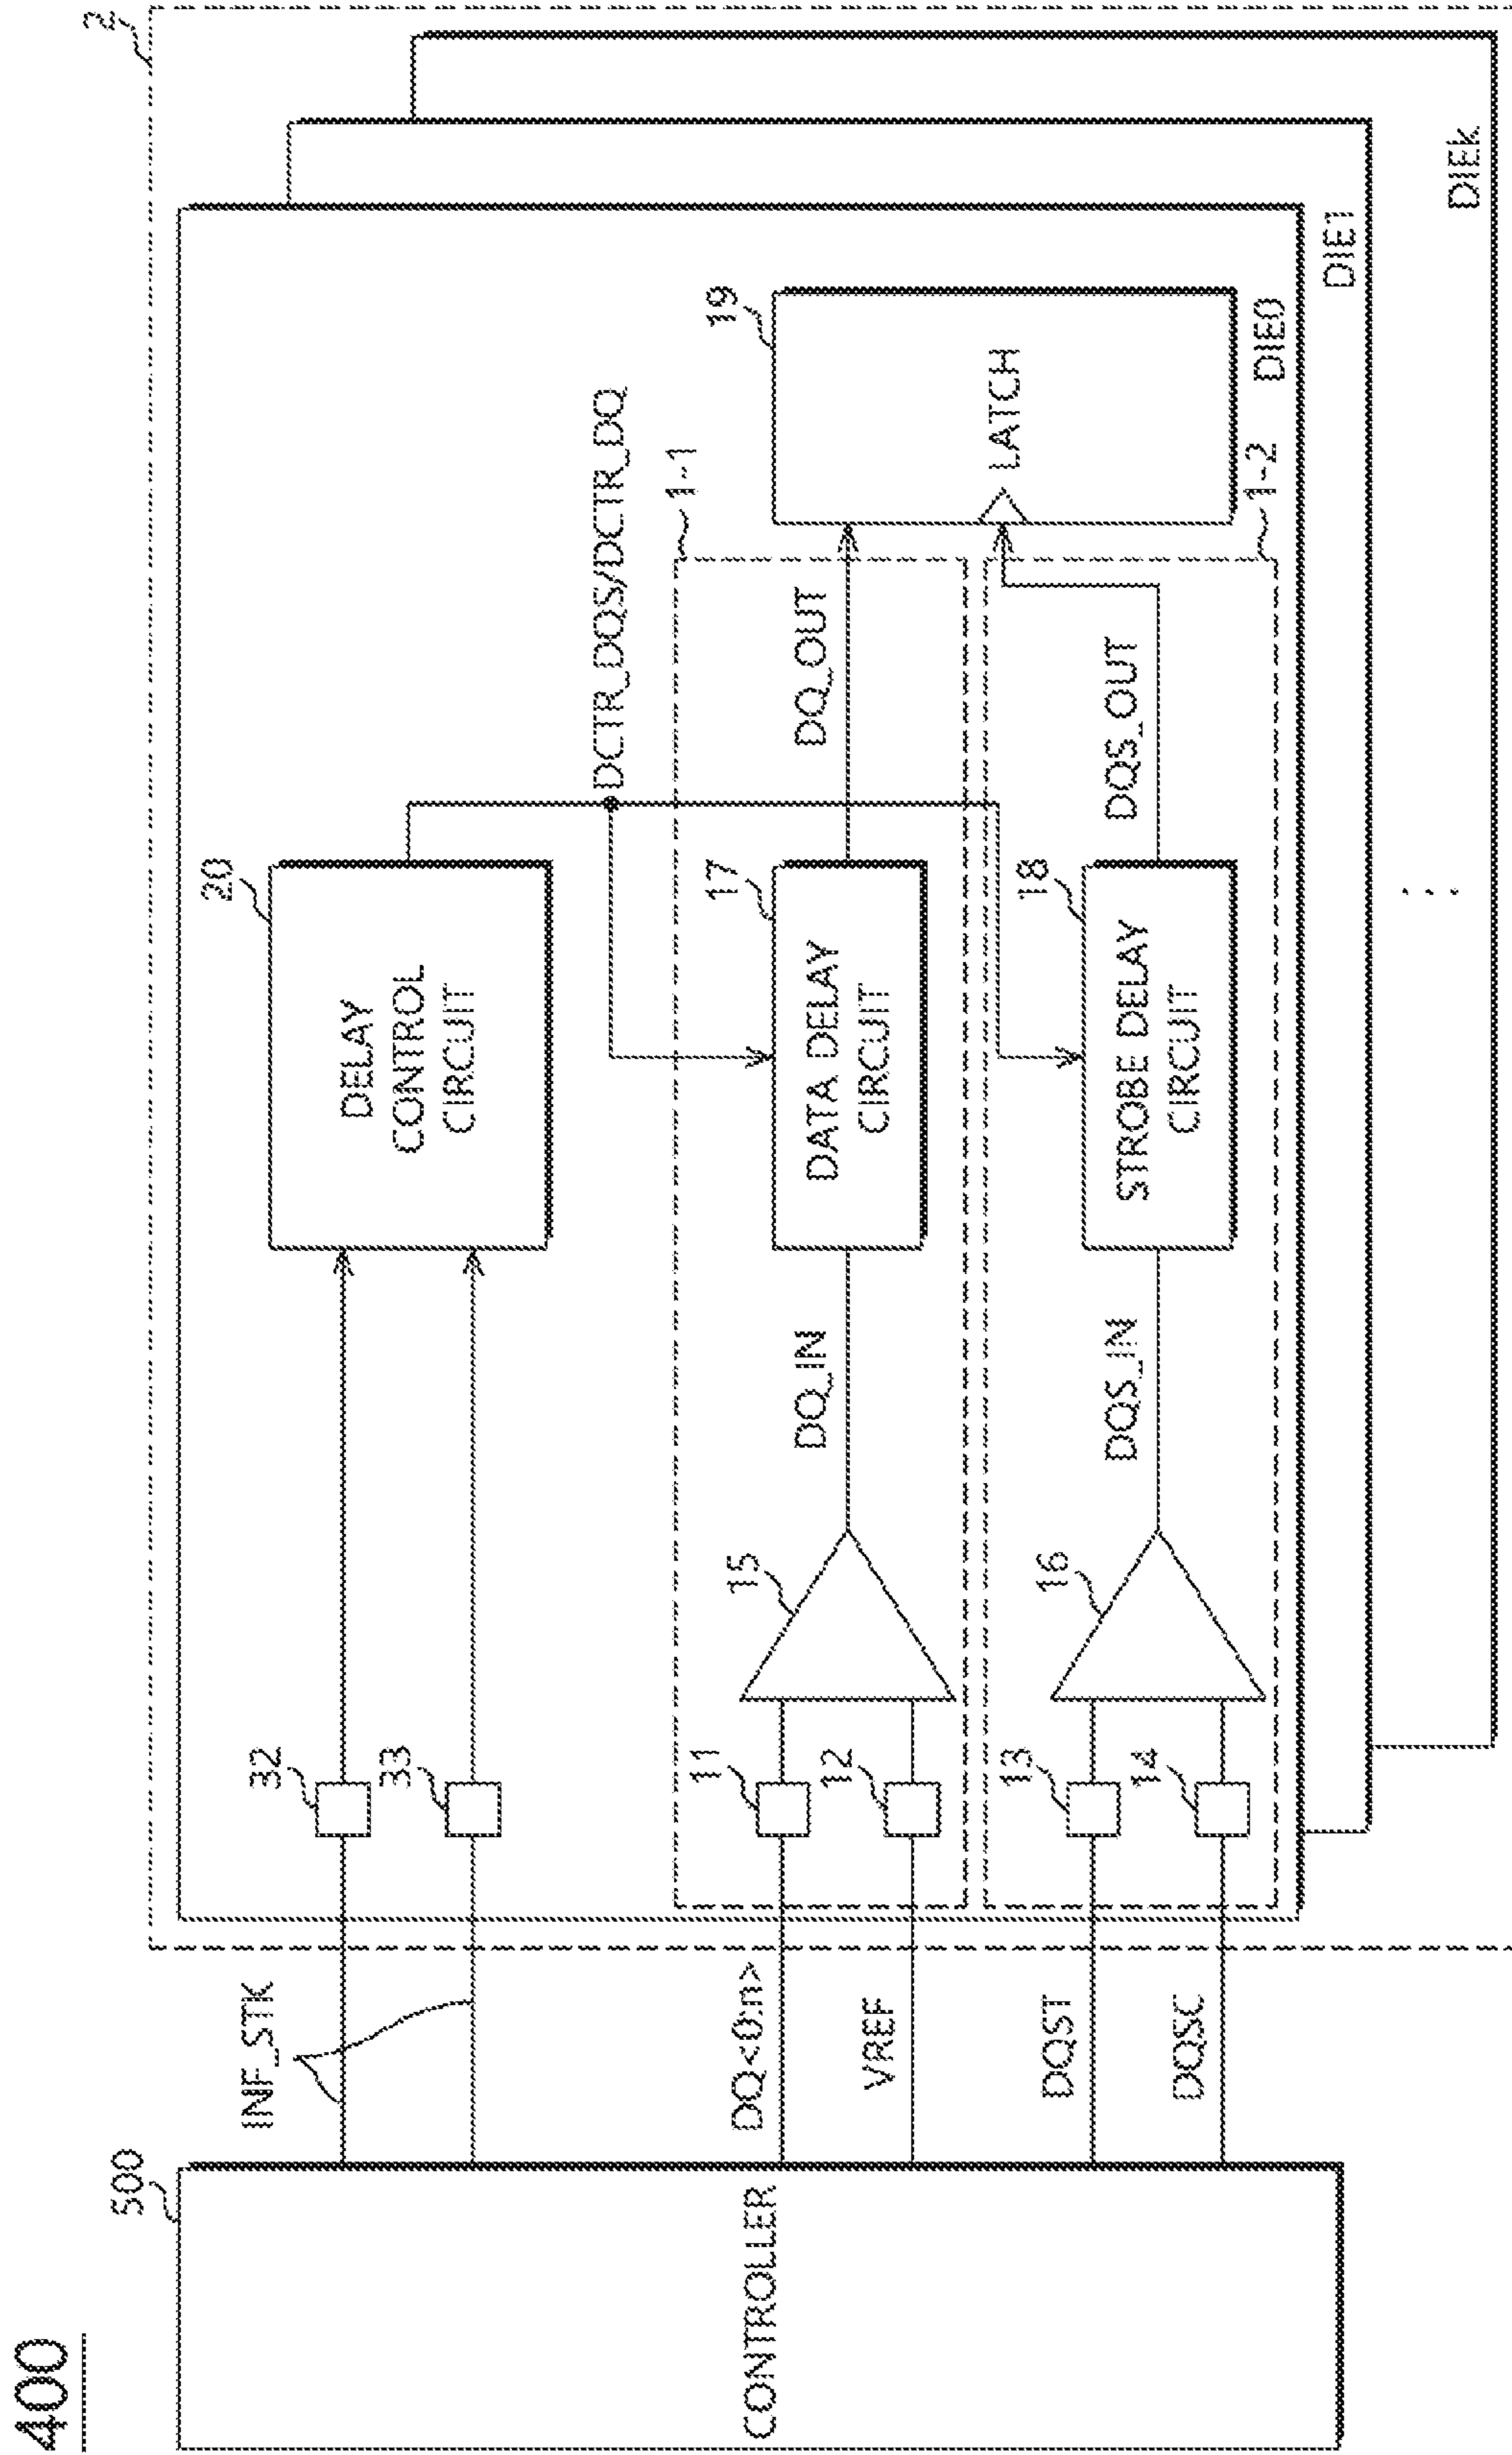 400
500
CONTROLLER
INF_STK
DQ<0:n>
VREF
DQST
DQSC
2
32
33
11
12
13
14
15
16
DQ_IN
DQS_IN
20
DELAY
CONTROL
CIRCUIT
17
DATA DELAY
CIRCUIT
18
STROBE DELAY
CIRCUIT
DCTR_DQS/DCTR_DQ
1-1
DQ_OUT
DQS_OUT
1-2
19
LATCH
DIE0
DIE1
DIEk
...